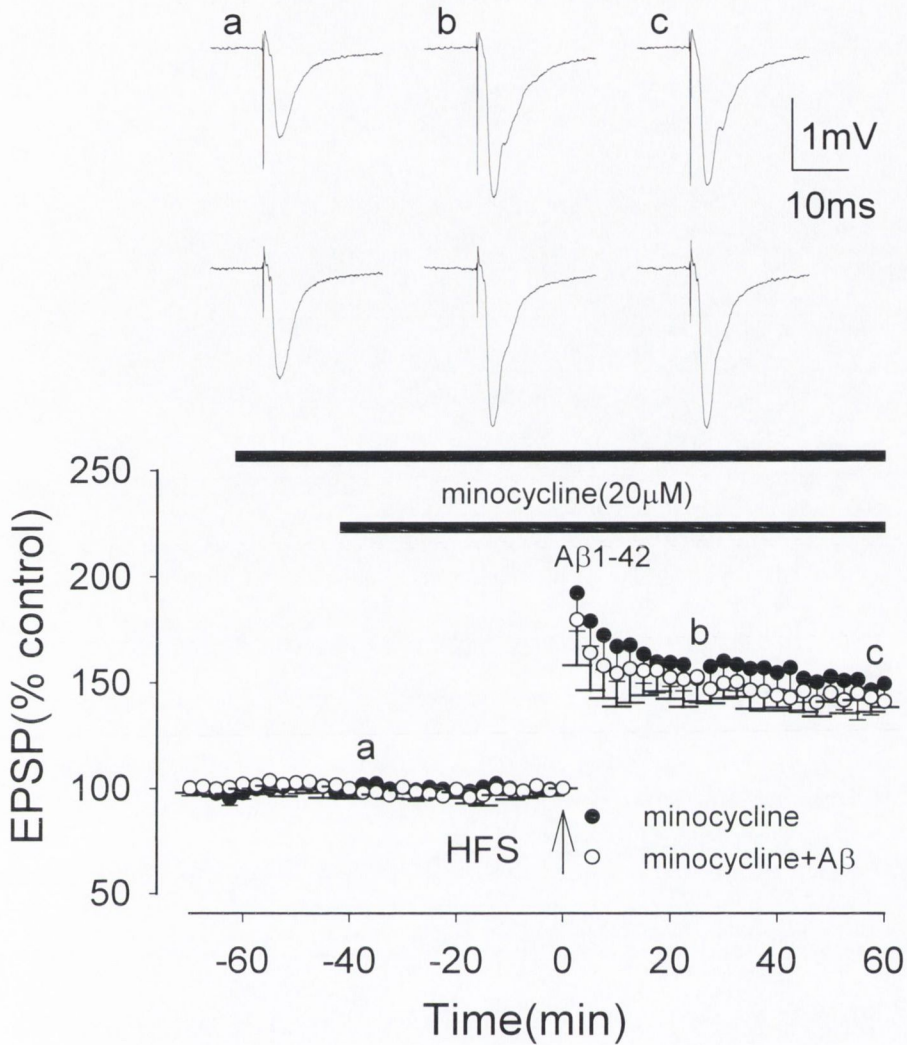 a b c
1mV
10ms
minocycline(20μM)
Aβ1-42
EPSP(% control)
250
200
150
100
50
a
b
c
HFS
minocycline
minocycline+Aβ
-60 -40 -20 0 20 40 60
Time(min)